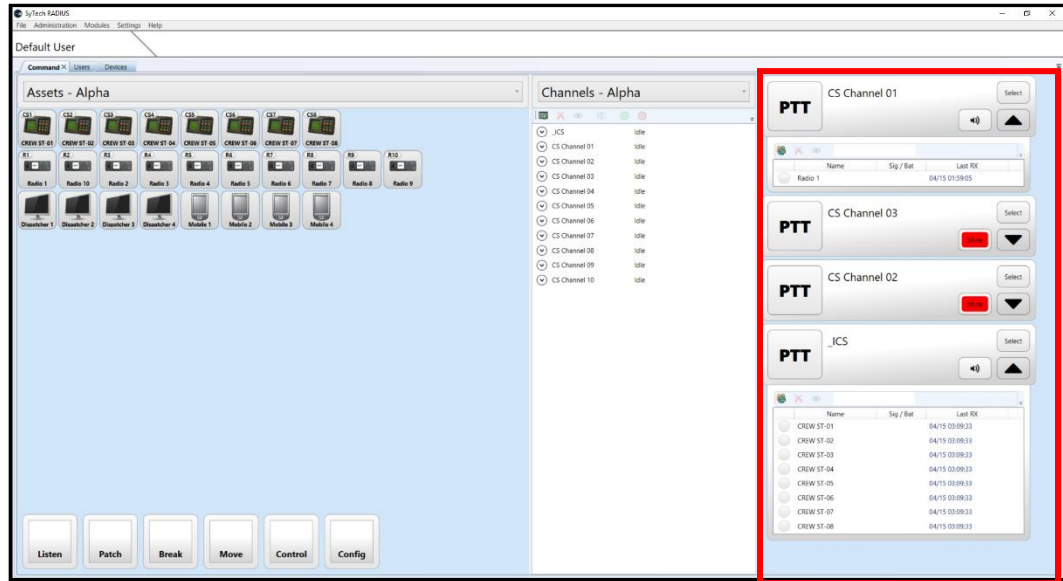 SyTech RADIUS
File Administration Modules Settings Help
Default User
Command × Users Devices
Assets - Alpha
CS1 CS2 CS3 CS4 CS5 CS6 CS7 CS8
CREW ST-01 CREW ST-02 CREW ST-03 CREW ST-04 CREW ST-05 CREW ST-06 CREW ST-07 CREW ST-08
R1 R2 R3 R4 R5 R6 R7 R8 R9 R10
Radio 1 Radio 10 Radio 2 Radio 3 Radio 4 Radio 5 Radio 6 Radio 7 Radio 8 Radio 9
Dispatcher 1 Dispatcher 2 Dispatcher 3 Dispatcher 4 Mobile 1 Mobile 2 Mobile 3 Mobile 4
Listen Patch Break Move Control Config
Channels - Alpha
_ICS Idle
CS Channel 01 Idle
CS Channel 02 Idle
CS Channel 03 Idle
CS Channel 04 Idle
CS Channel 05 Idle
CS Channel 06 Idle
CS Channel 07 Idle
CS Channel 08 Idle
CS Channel 09 Idle
CS Channel 10 Idle
PTT CS Channel 01 Select
Name Sig / Bat Last RX
Radio 1 04/15 01:59:05
PTT CS Channel 03 Select
Mute
PTT CS Channel 02 Select
Mute
PTT _ICS Select
Name Sig / Bat Last RX
CREW ST-01 04/15 03:09:33
CREW ST-02 04/15 03:09:33
CREW ST-03 04/15 03:09:33
CREW ST-04 04/15 03:09:33
CREW ST-05 04/15 03:09:33
CREW ST-06 04/15 03:09:33
CREW ST-07 04/15 03:09:33
CREW ST-08 04/15 03:09:33